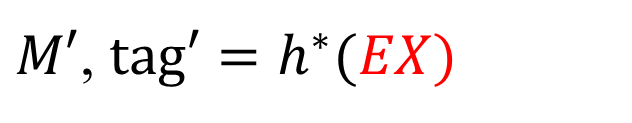 M′, tag′ = h*(EX)